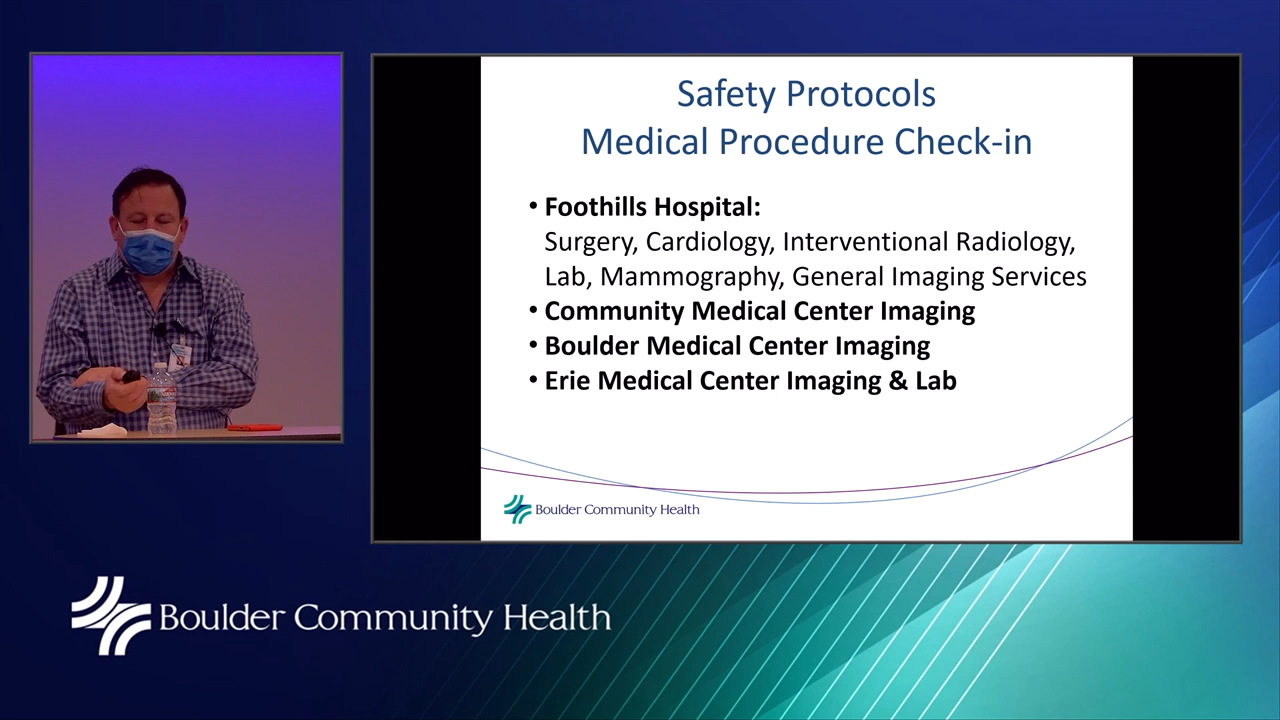 Safety Protocols
Medical Procedure Check-in
• Foothills Hospital:
Surgery, Cardiology, Interventional Radiology,
Lab, Mammography, General Imaging Services
• Community Medical Center Imaging
• Boulder Medical Center Imaging
• Erie Medical Center Imaging & Lab
Boulder Community Health
Boulder Community Health